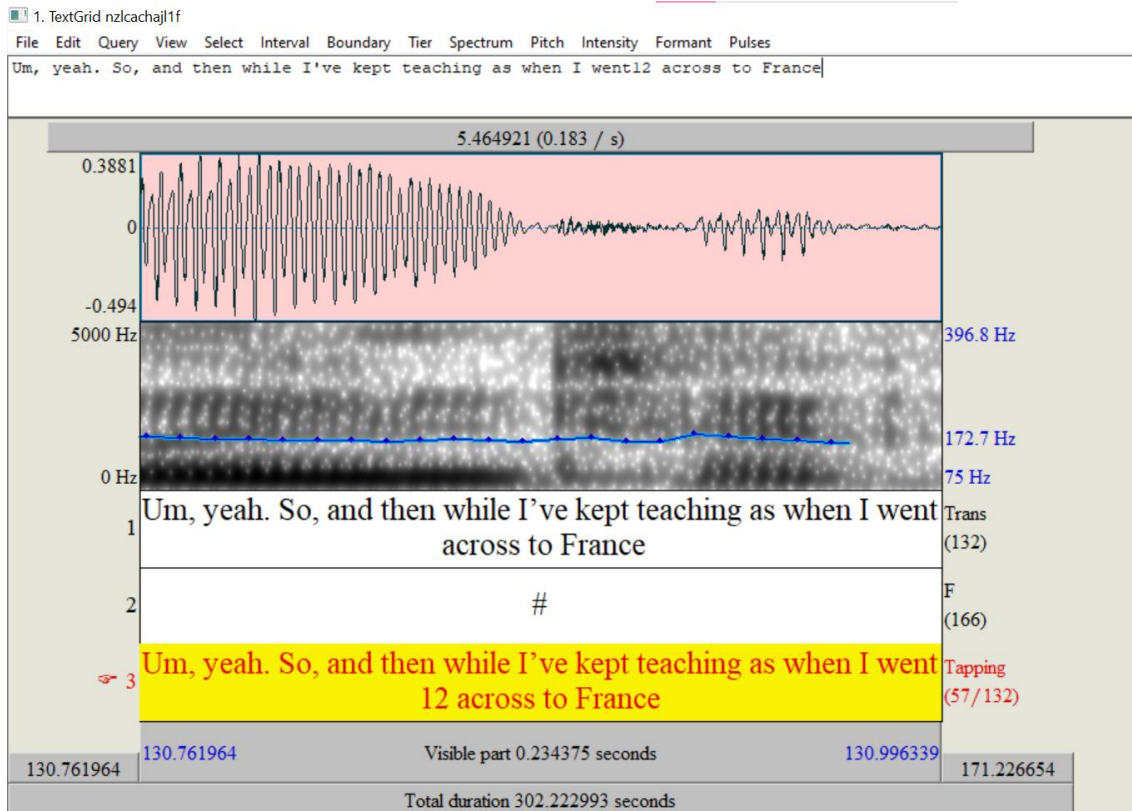 1. TextGrid nzlcachajl1f
File Edit Query View Select Interval Boundary Tier Spectrum Pitch Intensity Formant Pulses
Um, yeah. So, and then while I've kept teaching as when I went12 across to France
5.464921 (0.183 / s)
0.3881
0
-0.494
5000 Hz 396.8 Hz
172.7 Hz
0 Hz 75 Hz
Um, yeah. So, and then while I’ve kept teaching as when I went Trans
1 across to France (132)
F
2 # (166)
Um, yeah. So, and then while I’ve kept teaching as when I went Tapping
☞ 3 12 across to France (57/132)
130.761964 Visible part 0.234375 seconds 130.996339
130.761964 171.226654
Total duration 302.222993 seconds